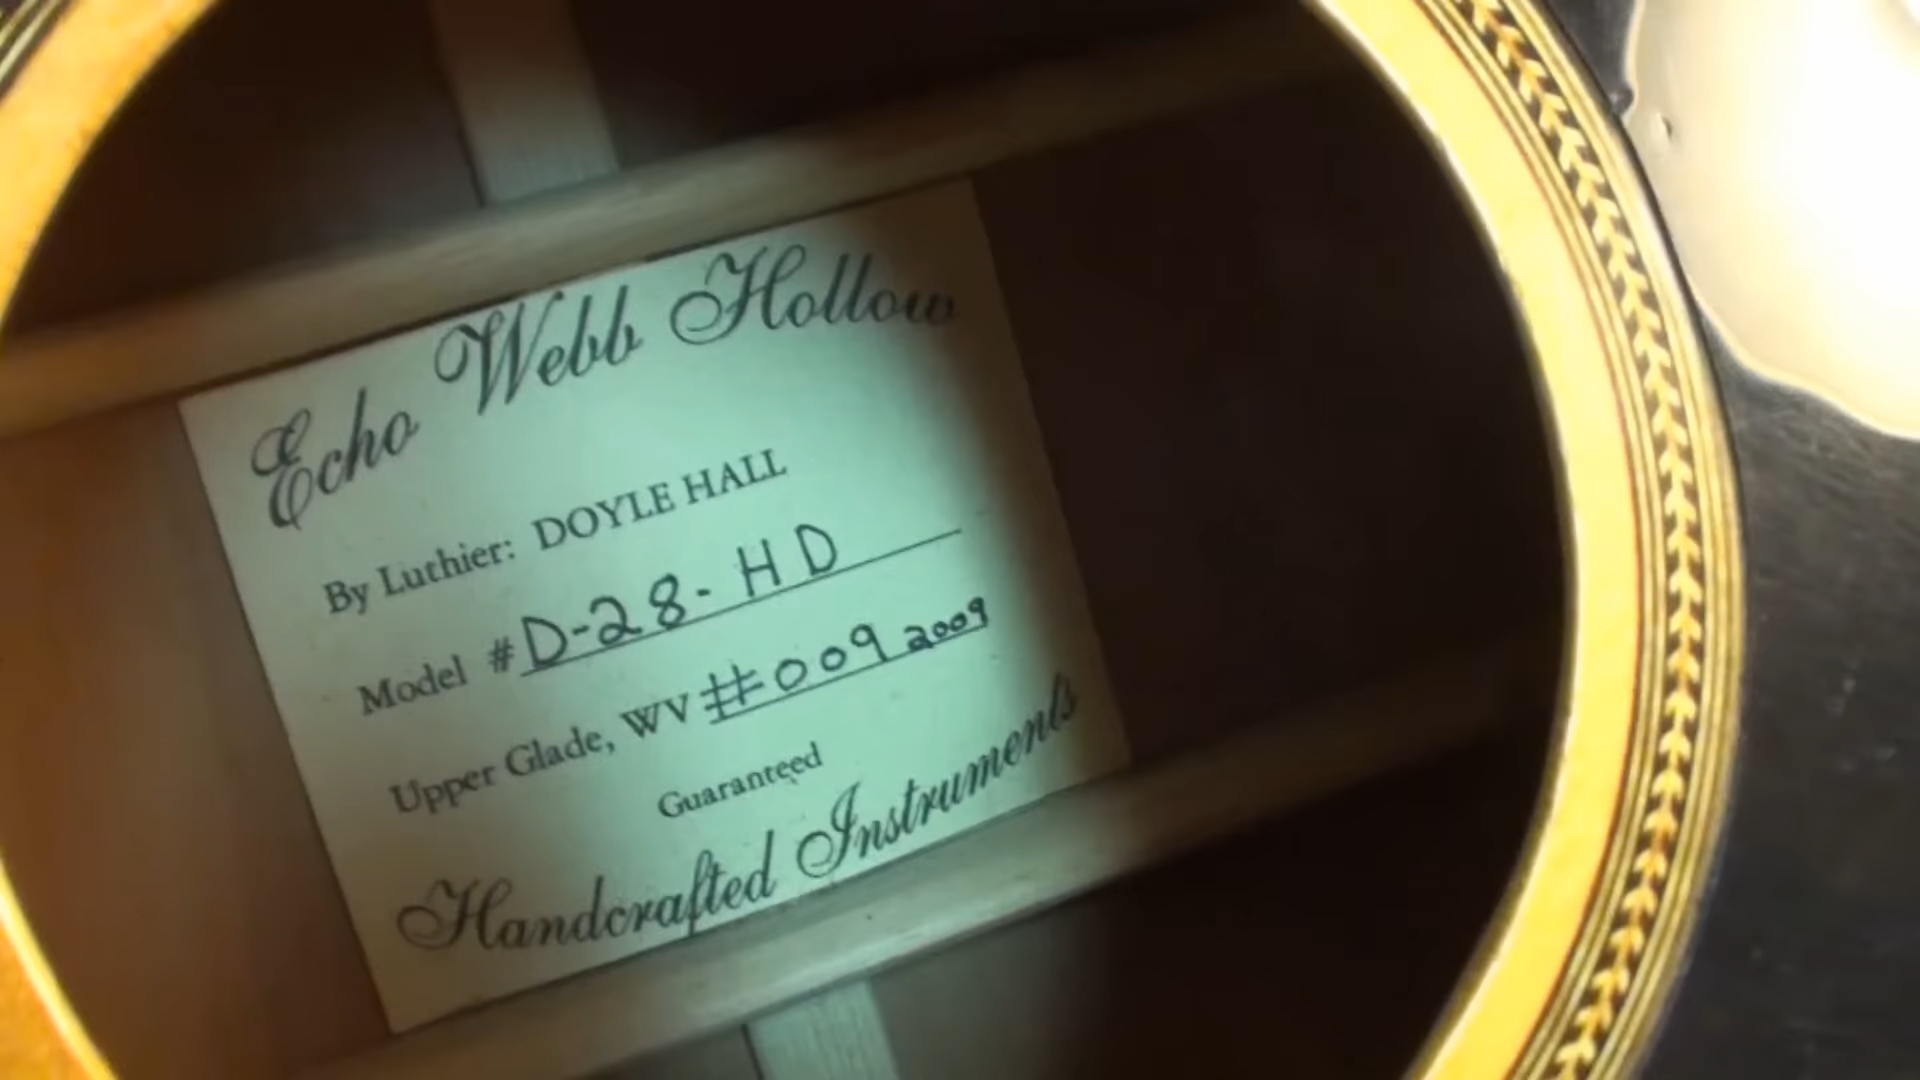 Echo Webb Hollow
By Luthier: DOYLE HALL
Model # D-28-HD
Upper Glade, WV #009 2009
Guaranteed
Handcrafted Instruments